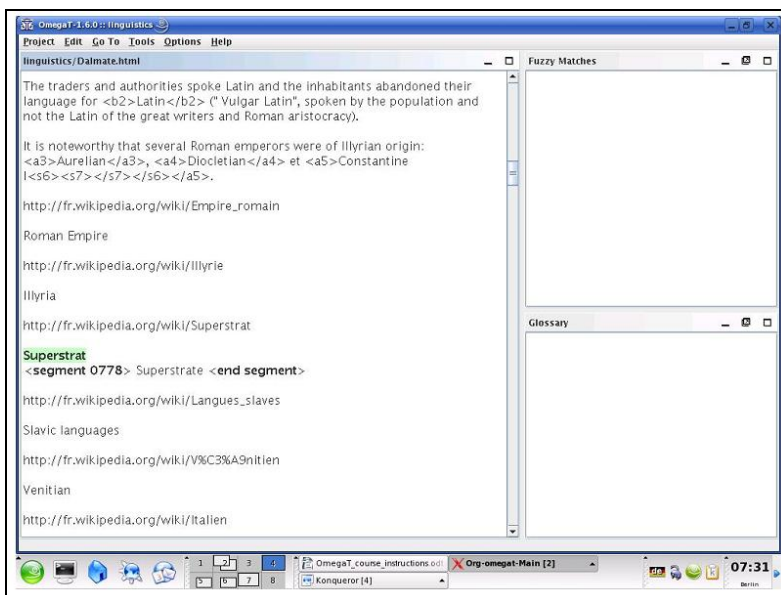 OmegaT-1.6.0 :: linguistics
Project Edit Go To Tools Options Help
linguistics/Dalmate.html
The traders and authorities spoke Latin and the inhabitants abandoned their
language for <b2>Latin</b2> (" Vulgar Latin", spoken by the population and
not the Latin of the great writers and Roman aristocracy).
It is noteworthy that several Roman emperors were of Illyrian origin:
<a3>Aurelian</a3>, <a4>Diocletian</a4> et <a5>Constantine
I<s6><s7></s7></s6></a5>.
http://fr.wikipedia.org/wiki/Empire_romain
Roman Empire
http://fr.wikipedia.org/wiki/Illyrie
Illyria
http://fr.wikipedia.org/wiki/Superstrat
Superstrat
<segment 0778> Superstrate <end segment>
http://fr.wikipedia.org/wiki/Langues_slaves
Slavic languages
http://fr.wikipedia.org/wiki/V%C3%A9nitien
Venitian
http://fr.wikipedia.org/wiki/Italien
Fuzzy Matches
Glossary
1 2 3 4
5 6 7 8
OmegaT_course_instructions.odt
Konqueror [4]
Org-omegat-Main [2]
de
07:31
Berlin